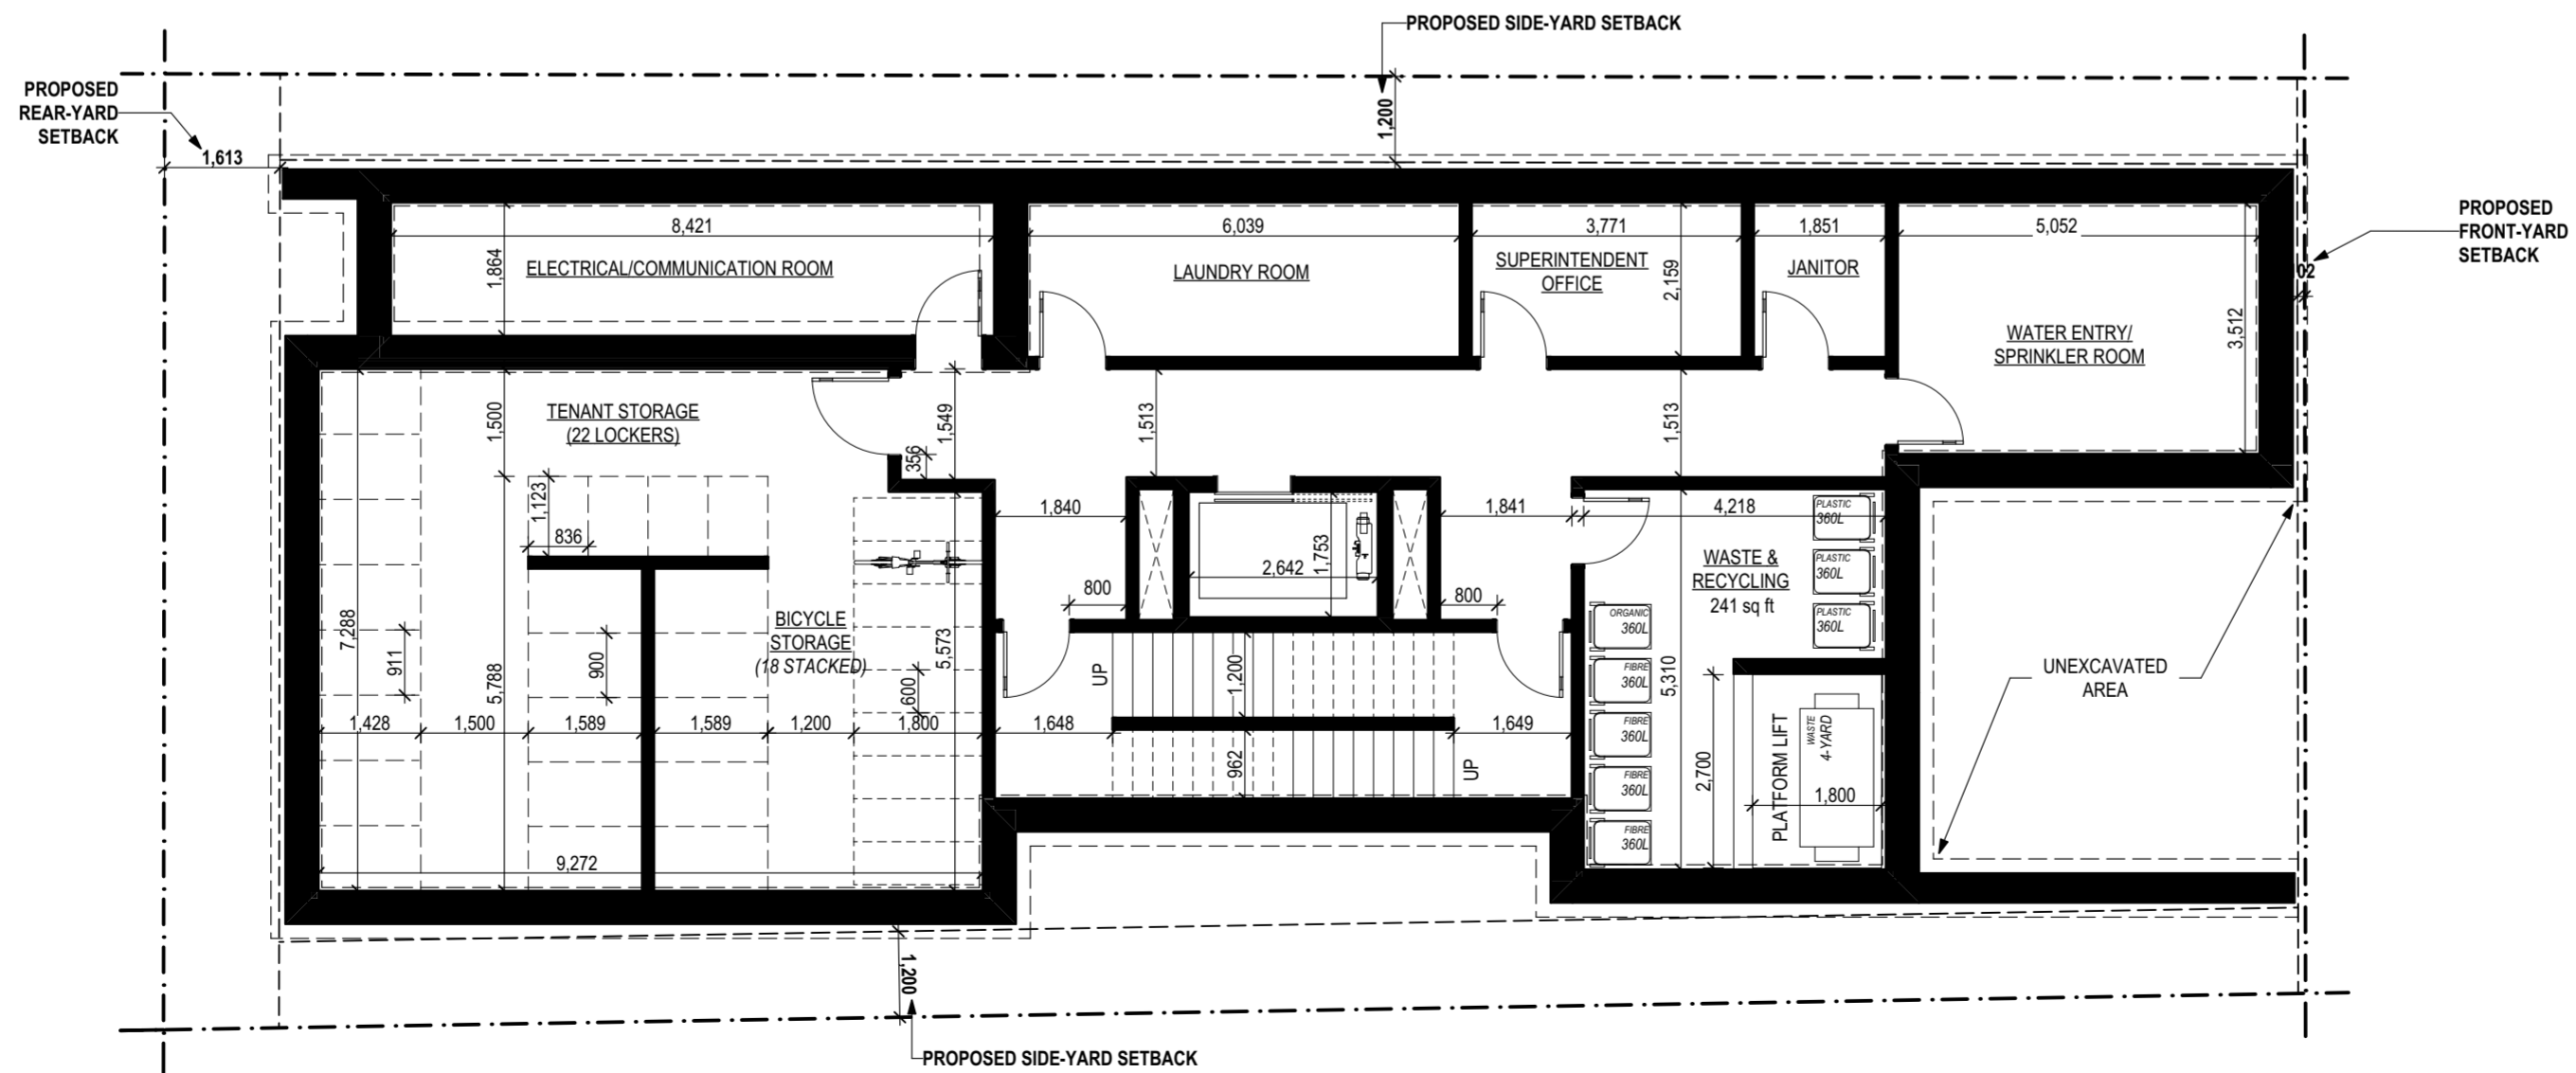 PROPOSED SIDE-YARD SETBACK
PROPOSED
REAR-YARD
SETBACK
1,613
1,200
PROPOSED
FRONT-YARD
SETBACK
8,421
6,039
3,771
1,851
5,052
1,864
ELECTRICAL/COMMUNICATION ROOM
LAUNDRY ROOM
SUPERINTENDENT
OFFICE
2,159
JANITOR
WATER ENTRY/
SPRINKLER ROOM
3,512
TENANT STORAGE
(22 LOCKERS)
1,500
1,549
356
1,513
1,513
1,123
836
1,840
1,841
4,218
2,642
1,753
800
800
WASTE &
RECYCLING
241 sq ft
PLASTIC
360L
PLASTIC
360L
PLASTIC
360L
ORGANIC
360L
FIBRE
360L
FIBRE
360L
FIBRE
360L
FIBRE
360L
BICYCLE
STORAGE
(18 STACKED)
7,288
911
5,788
900
600
5,573
UP
1,200
5,310
UNEXCAVATED
AREA
1,428
1,500
1,589
1,589
1,200
1,800
1,648
1,649
962
UP
2,700
PLATFORM LIFT
WASTE
4-YARD
1,800
9,272
1,200
PROPOSED SIDE-YARD SETBACK